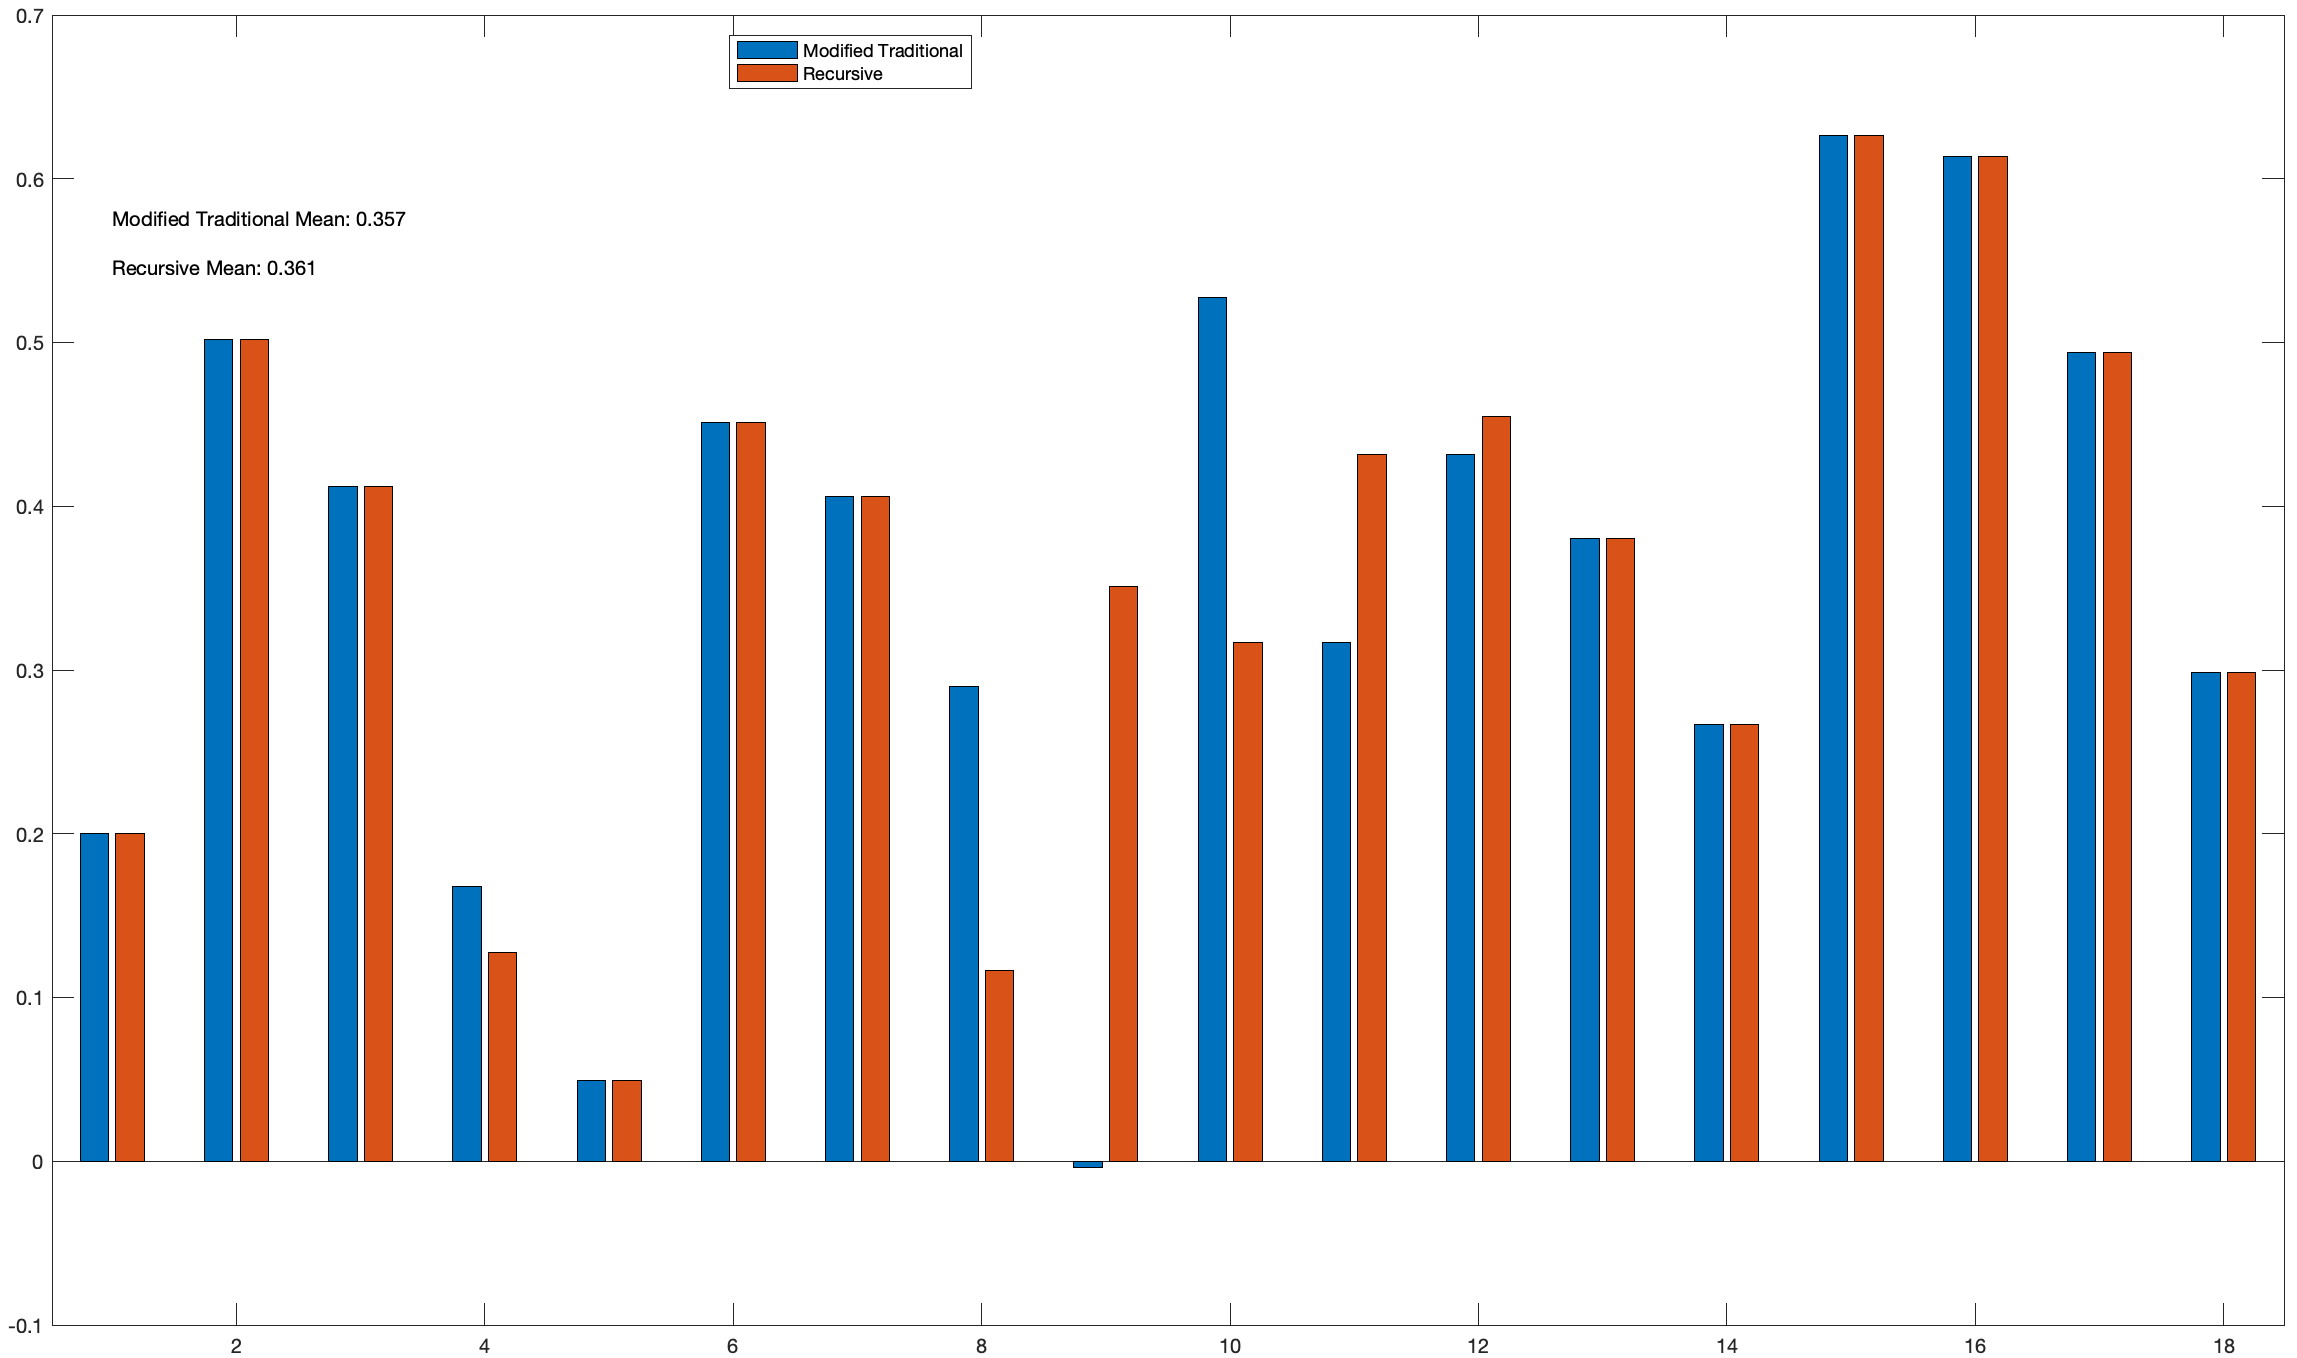 0.7
Modified Traditional
Recursive
0.6
Modified Traditional Mean: 0.357
Recursive Mean: 0.361
0.5
0.4
0.3
0.2
0.1
0
-0.1
2 4 6 8 10 12 14 16 18